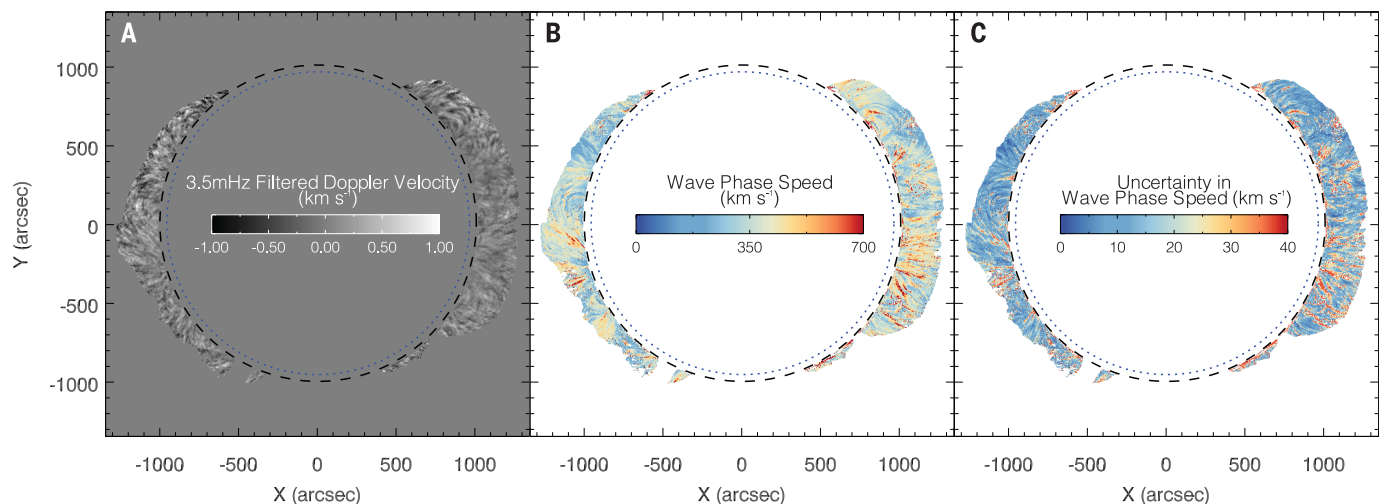 A
B
C
1000
500
0
-500
-1000
Y (arcsec)
3.5mHz Filtered Doppler Velocity
(km s⁻¹)
-1.00 -0.50 0.00 0.50 1.00
Wave Phase Speed
(km s⁻¹)
0 350 700
Uncertainty in
Wave Phase Speed (km s⁻¹)
0 10 20 30 40
-1000 -500 0 500 1000
X (arcsec)
-1000 -500 0 500 1000
X (arcsec)
-1000 -500 0 500 1000
X (arcsec)